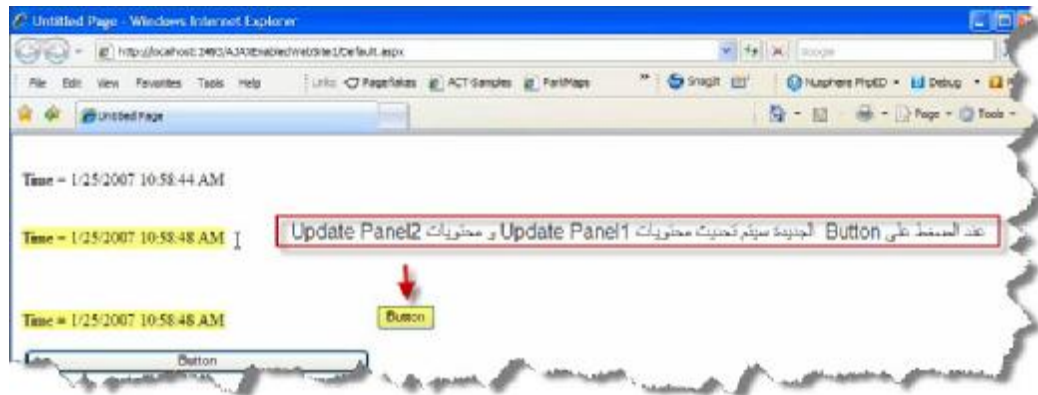 Untitled Page - Windows Internet Explorer
http://localhost:2493/AJAXEnabledWebSite1/Default.aspx
Google
File Edit View Favorites Tools Help Links Pageflakes ACT-Samples ParkMaps » SnagIt Nusphere PhpED Debug
Untitled Page Page Tools
Time = 1/25/2007 10:58:44 AM
Time = 1/25/2007 10:58:48 AM
عند الضغط على Button الجديدة سيتم تحديث محتويات Update Panel1 و محتويات Update Panel2
Time = 1/25/2007 10:58:48 AM
Button
Button